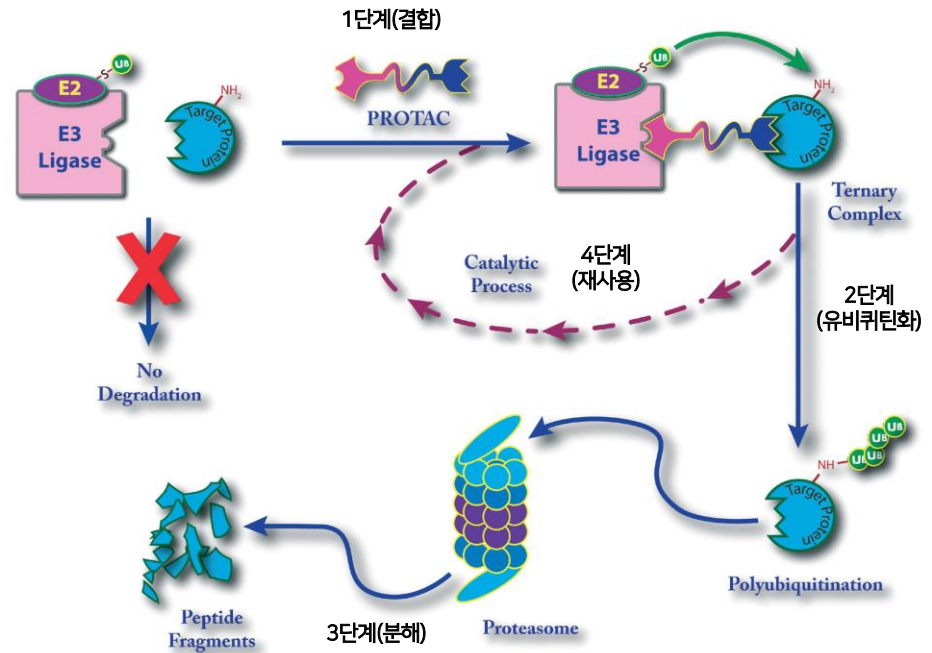 1단계(결합)
UB
S
E2
E3
Ligase
NH2
Target Protein
PROTAC
UB
S
E2
E3
Ligase
NH2
Target Protein
Ternary
Complex
Catalytic
Process
4단계
(재사용)
2단계
(유비퀴틴화)
No
Degradation
UB
UB
UB
UB
NH
Target Protein
Polyubiquitination
Peptide
Fragments
3단계(분해)
Proteasome